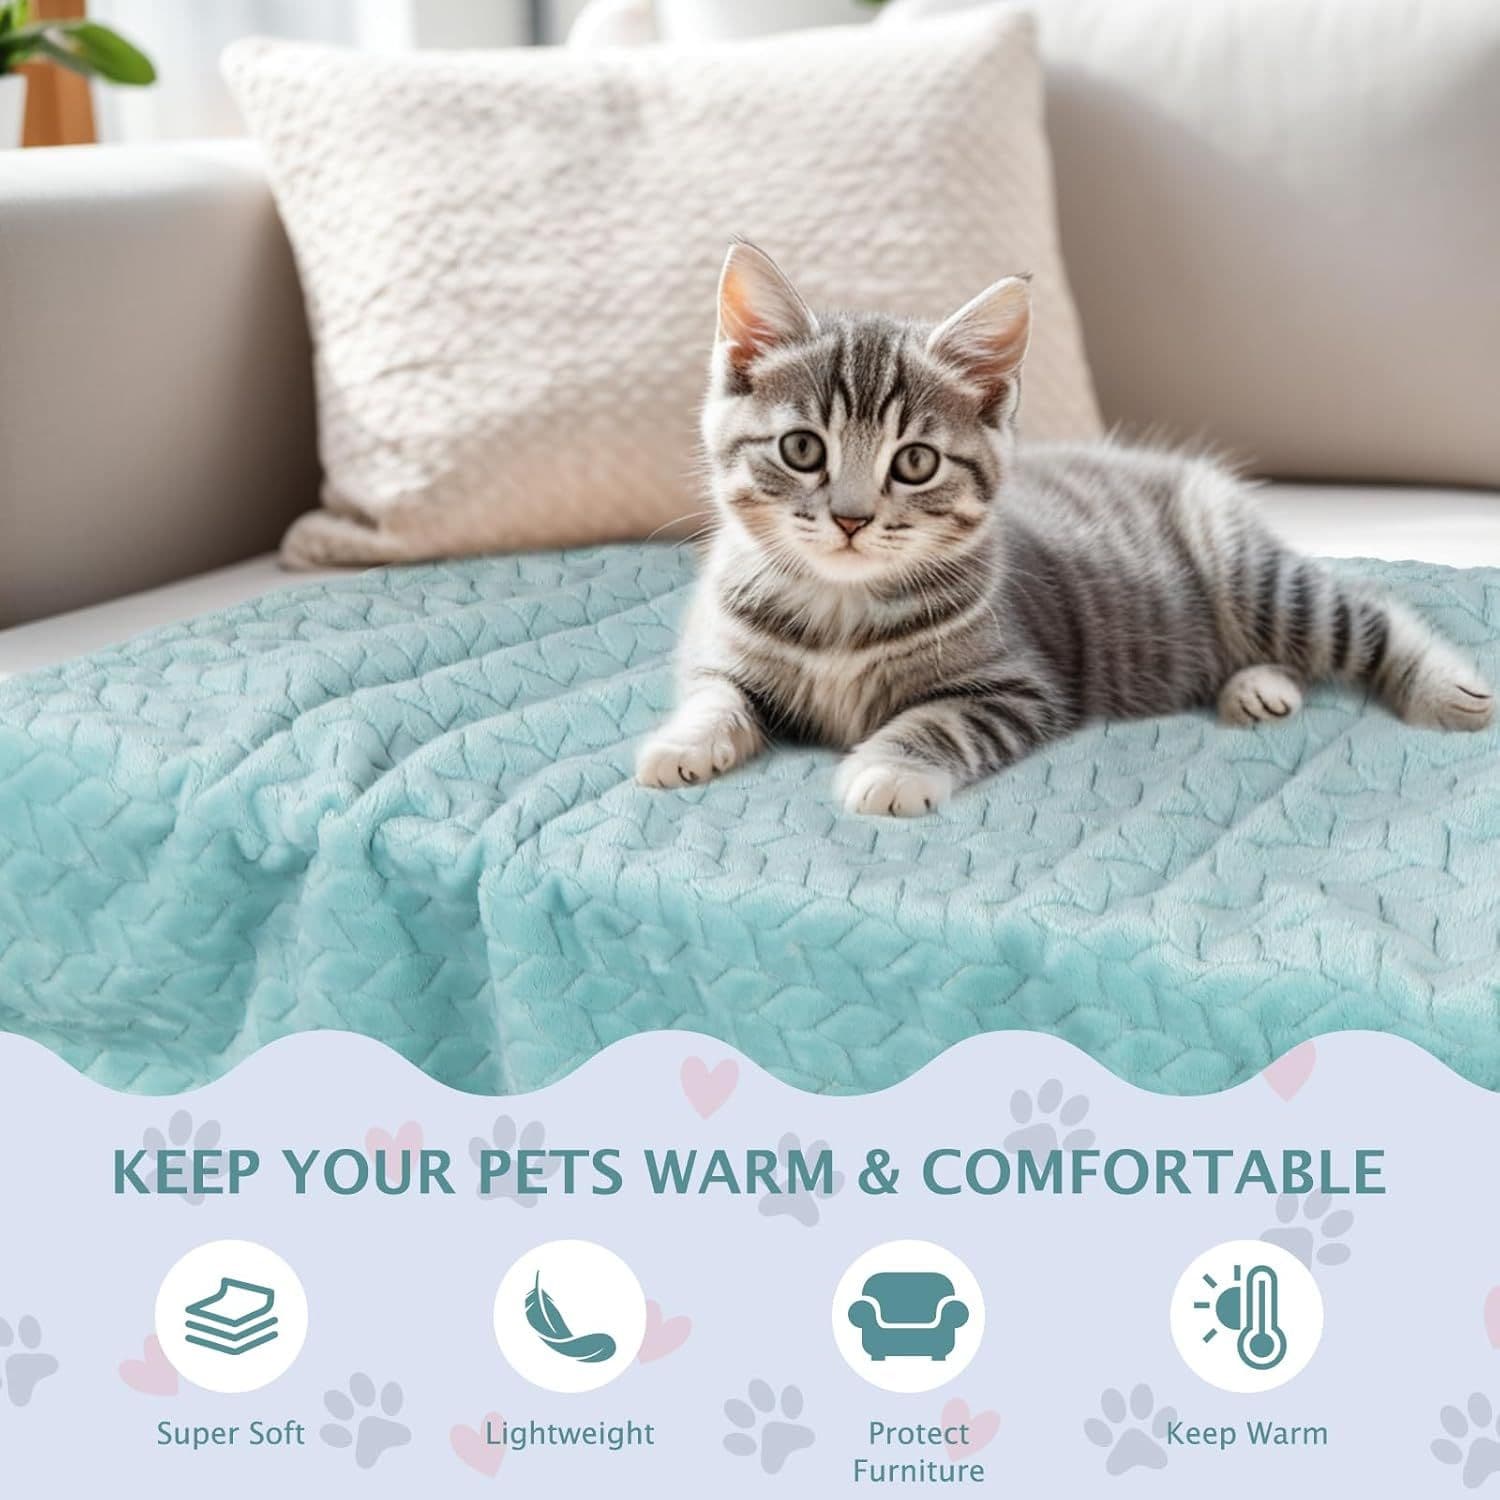 KEEP YOUR PETS WARM & COMFORTABLE
Super Soft
Lightweight
Protect
Furniture
Keep Warm